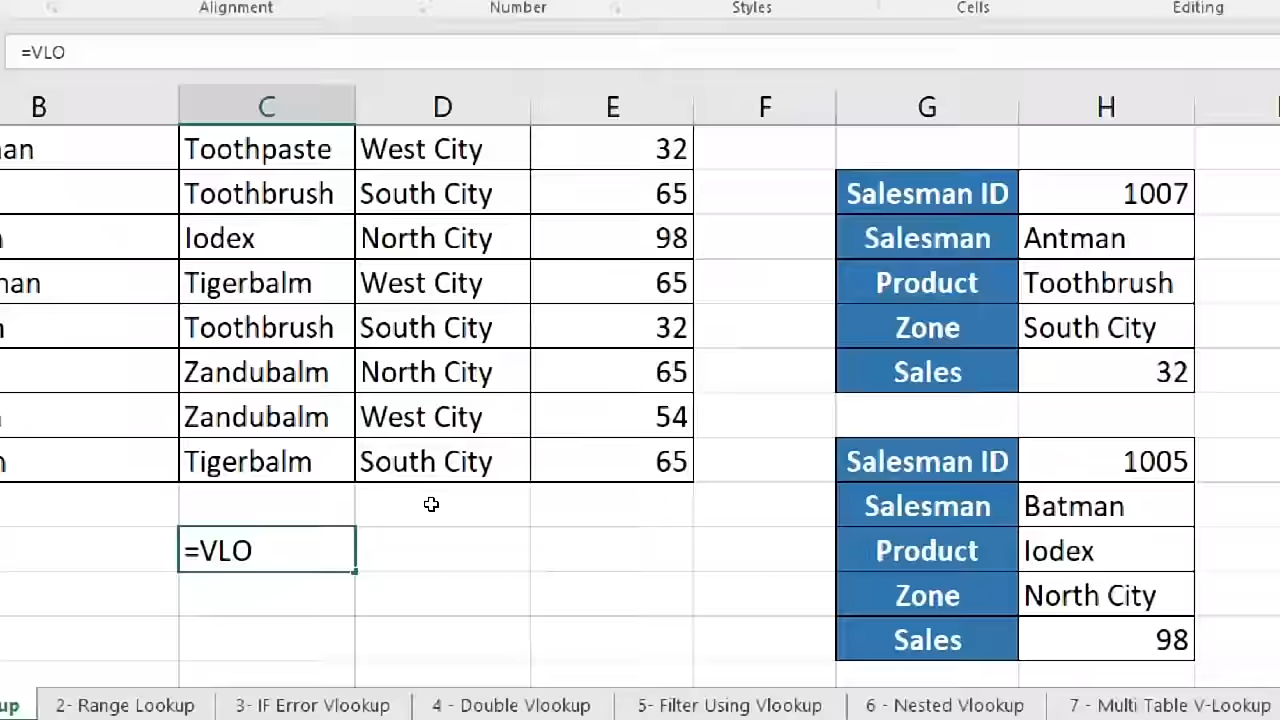 Alignment Number Styles Cells Editing
=VLO
B C D E F G H
an Toothpaste West City 32
Toothbrush South City 65 Salesman ID 1007
Iodex North City 98 Salesman Antman
nan Tigerbalm West City 65 Product Toothbrush
Toothbrush South City 32 Zone South City
Zandubalm North City 65 Sales 32
Zandubalm West City 54
Tigerbalm South City 65 Salesman ID 1005
Salesman Batman
=VLO Product Iodex
Zone North City
Sales 98
up 2- Range Lookup 3- IF Error Vlookup 4 - Double Vlookup 5- Filter Using Vlookup 6 - Nested Vlookup 7 - Multi Table V-Lookup